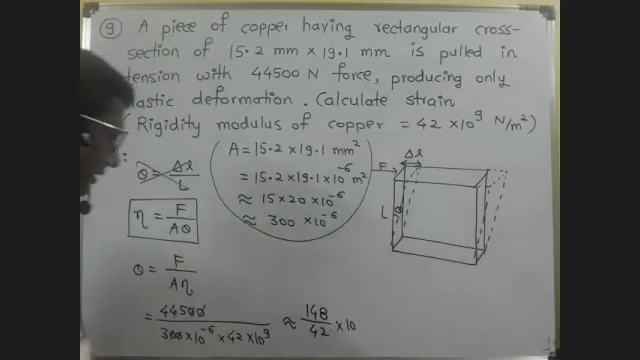 ⑨ A piece of copper having rectangular cross-
section of 15.2 mm × 19.1 mm is pulled in
tension with 44500 N force, producing only
lastic deformation. Calculate strain
(Rigidity modulus of copper = 42 × 10⁹ N/m²)
:
θ = Δl / L
η = F / Aθ
θ = F / Aη
= 44500 / 300 × 10⁻⁶ × 42 × 10⁹ ≈ 148 / 42 × 10
A = 15.2 × 19.1 mm²
= 15.2 × 19.1 × 10⁻⁶ m²
≈ 15 × 20 × 10⁻⁶
≈ 300 × 10⁻⁶
Δl
F
L
θ